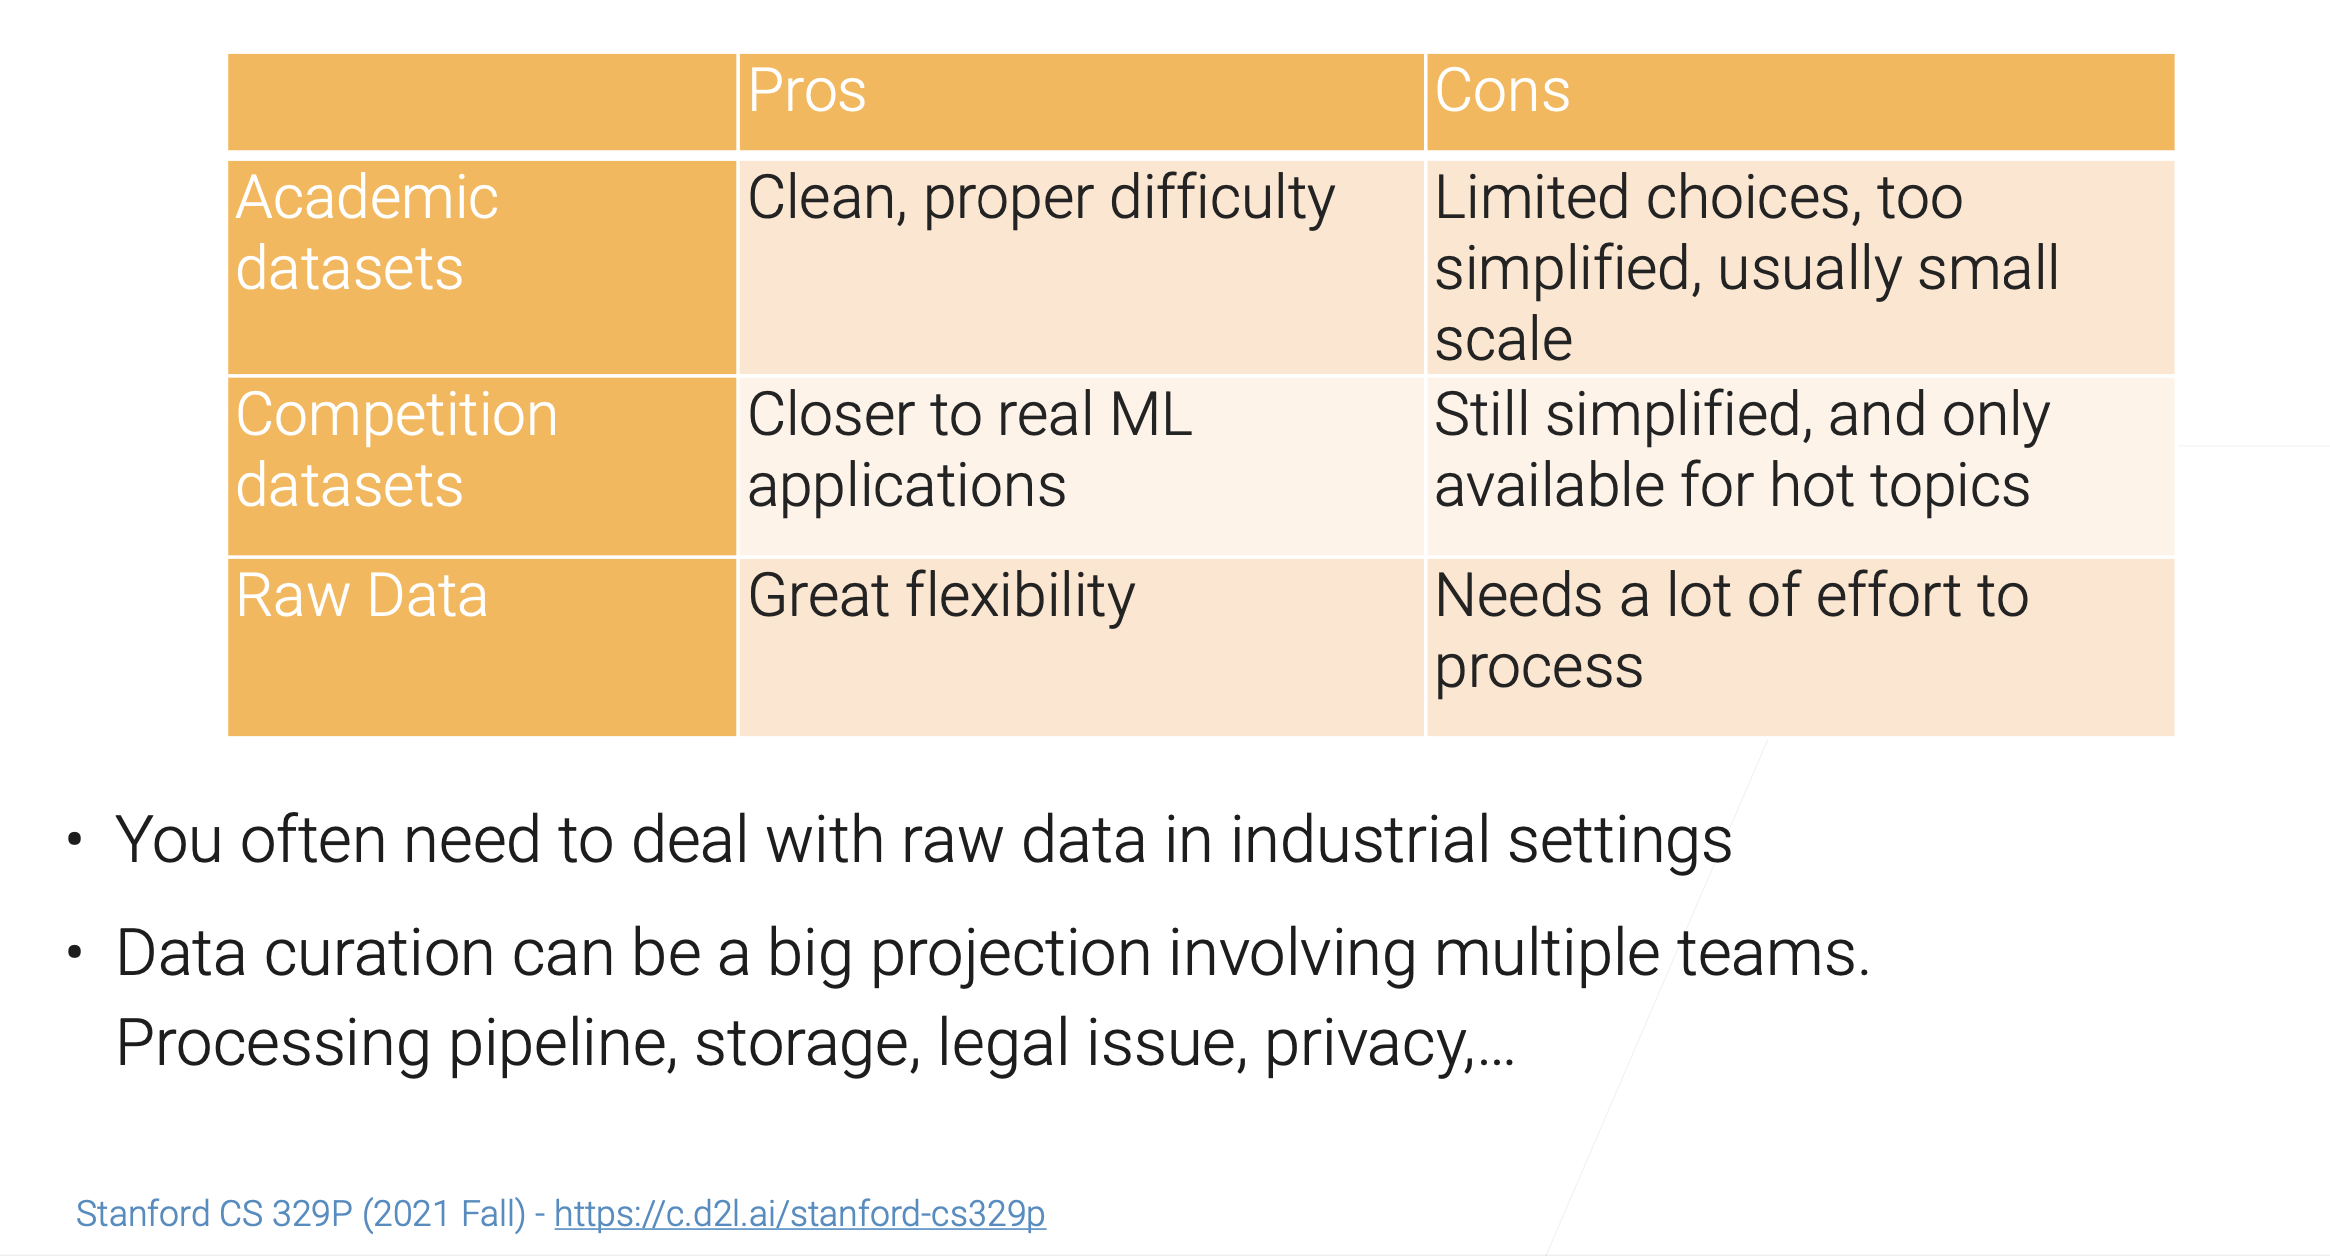 Pros
Cons
Academic
datasets
Clean, proper difficulty
Limited choices, too
simplified, usually small
scale
Competition
datasets
Closer to real ML
applications
Still simplified, and only
available for hot topics
Raw Data
Great flexibility
Needs a lot of effort to
process
• You often need to deal with raw data in industrial settings
• Data curation can be a big projection involving multiple teams.
Processing pipeline, storage, legal issue, privacy,...
Stanford CS 329P (2021 Fall) - https://c.d2l.ai/stanford-cs329p